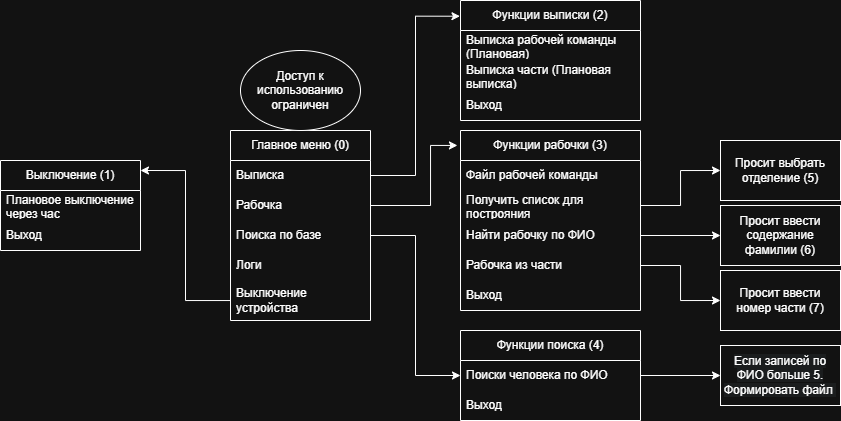 Доступ к
использованию
ограничен
Главное меню (0)
Выписка
Рабочка
Поиска по базе
Логи
Выключение
устройства
Выключение (1)
Плановое выключение
через час
Выход
Функции выписки (2)
Выписка рабочей команды
(Плановая)
Выписка части (Плановая
выписка)
Выход
Функции рабочки (3)
Файл рабочей команды
Получить список для
построяния
Найти рабочку по ФИО
Рабочка из части
Выход
Функции поиска (4)
Поиски человека по ФИО
Выход
Просит выбрать
отделение (5)
Просит ввести
содержание
фамилии (6)
Просит ввести
номер части (7)
Если записей по
ФИО больше 5.
Формировать файл